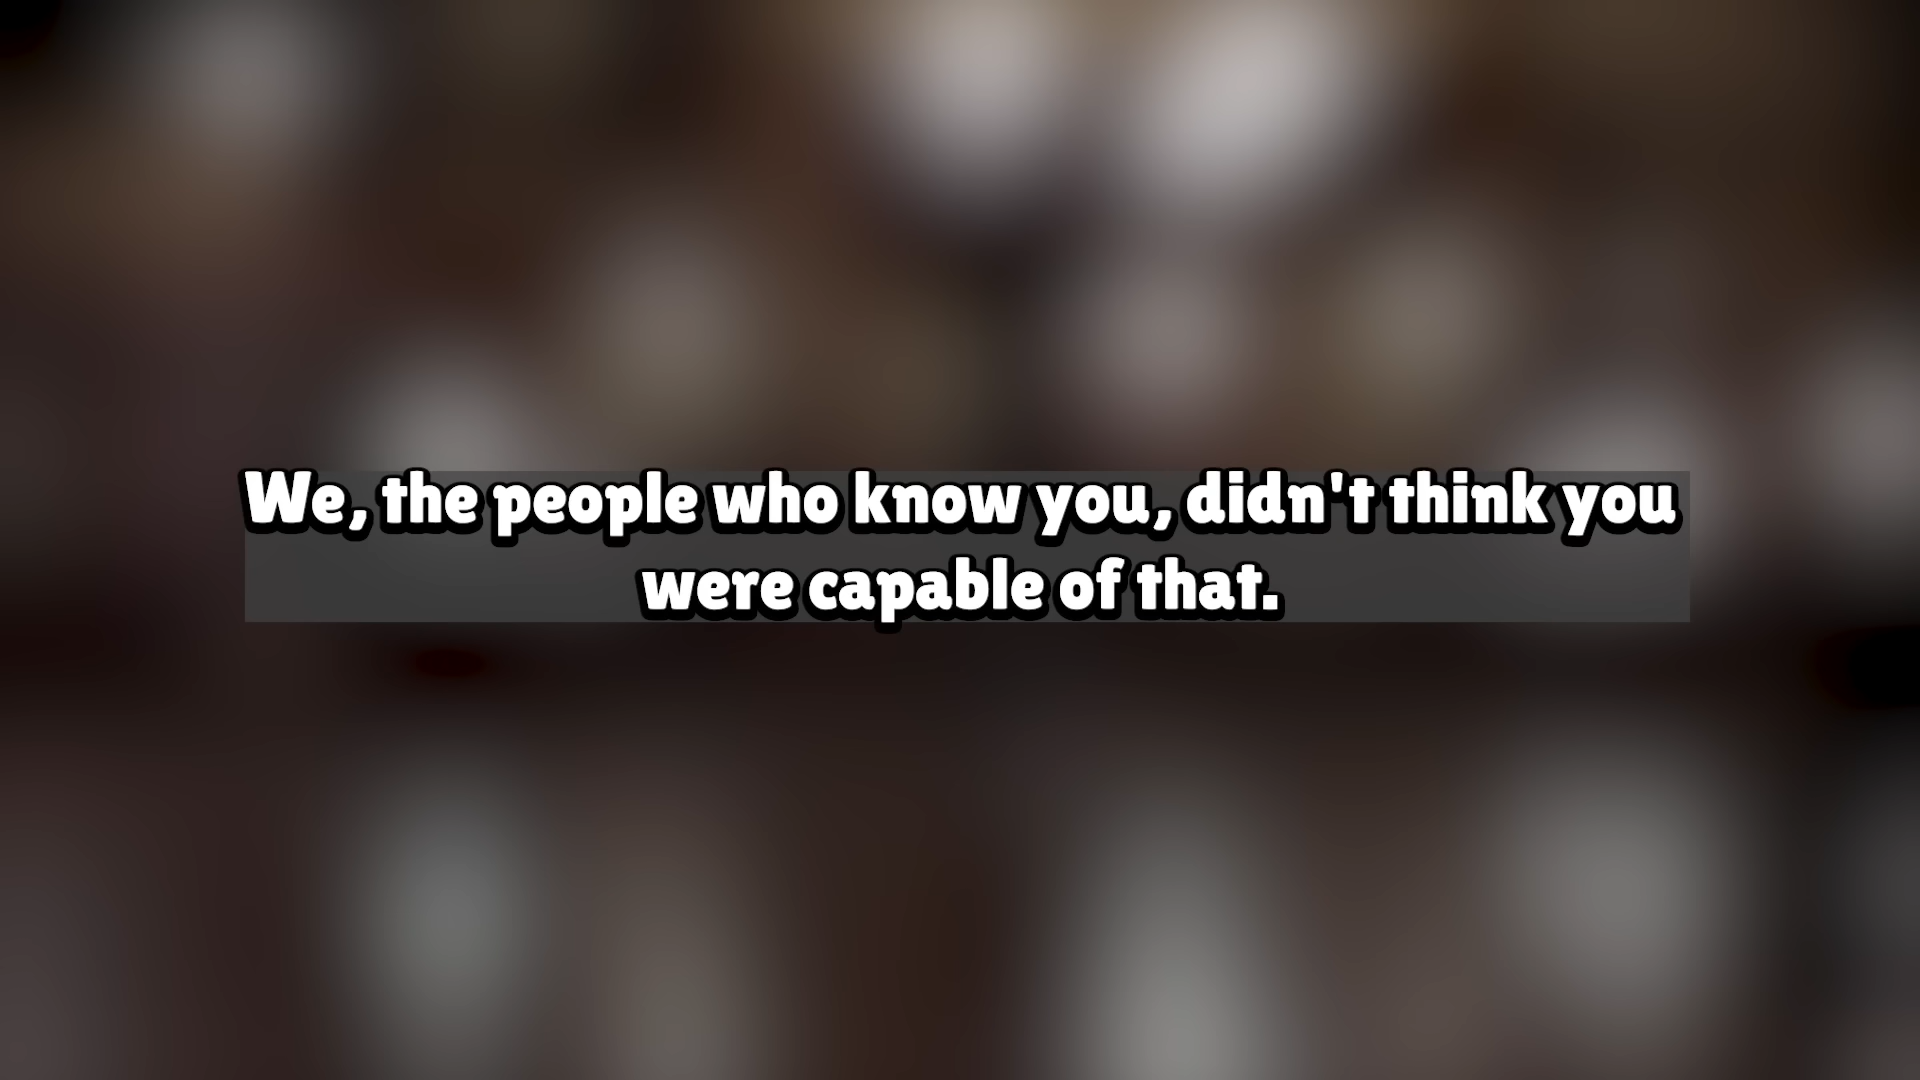 We, the people who know you, didn't think you
were capable of that.